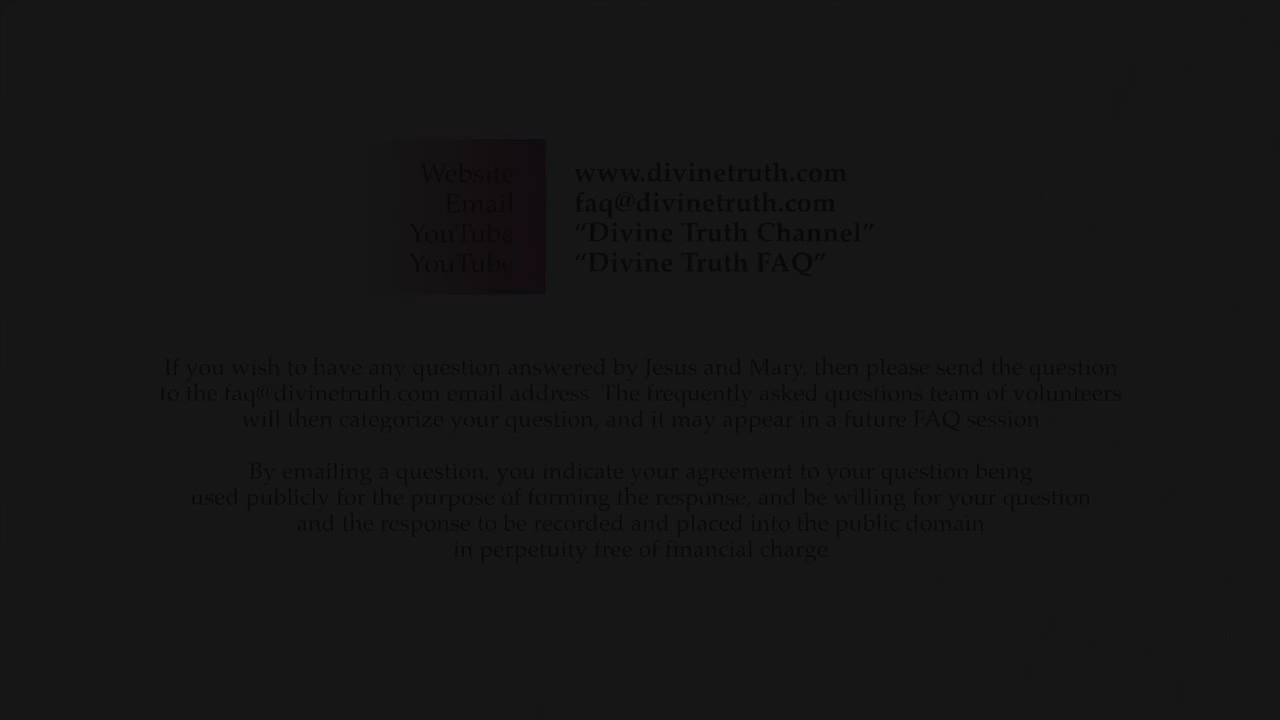 Website www.divinetruth.com
Email faq@divinetruth.com
YouTube “Divine Truth Channel”
YouTube “Divine Truth FAQ”
If you wish to have any question answered by Jesus and Mary, then please send the question
to the faq@divinetruth.com email address. The frequently asked questions team of volunteers
will then categorize your question, and it may appear in a future FAQ session.
By emailing a question, you indicate your agreement to your question being
used publicly for the purpose of forming the response, and be willing for your question
and the response to be recorded and placed into the public domain
in perpetuity free of financial charge.